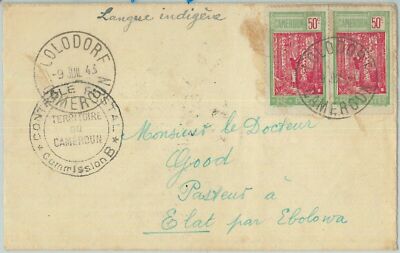 Langue indigène
LOLODORF
-9 JUL 43
CAMEROUN
CONTROLE POSTAL
TERRITOIRE
DU
CAMEROUN
Commission B
CAMEROUN
50c
CAMEROUN
50c
LOLODORF
CAMEROUN
Monsieur le Docteur
Good
Pasteur à
Elat par Ebolowa